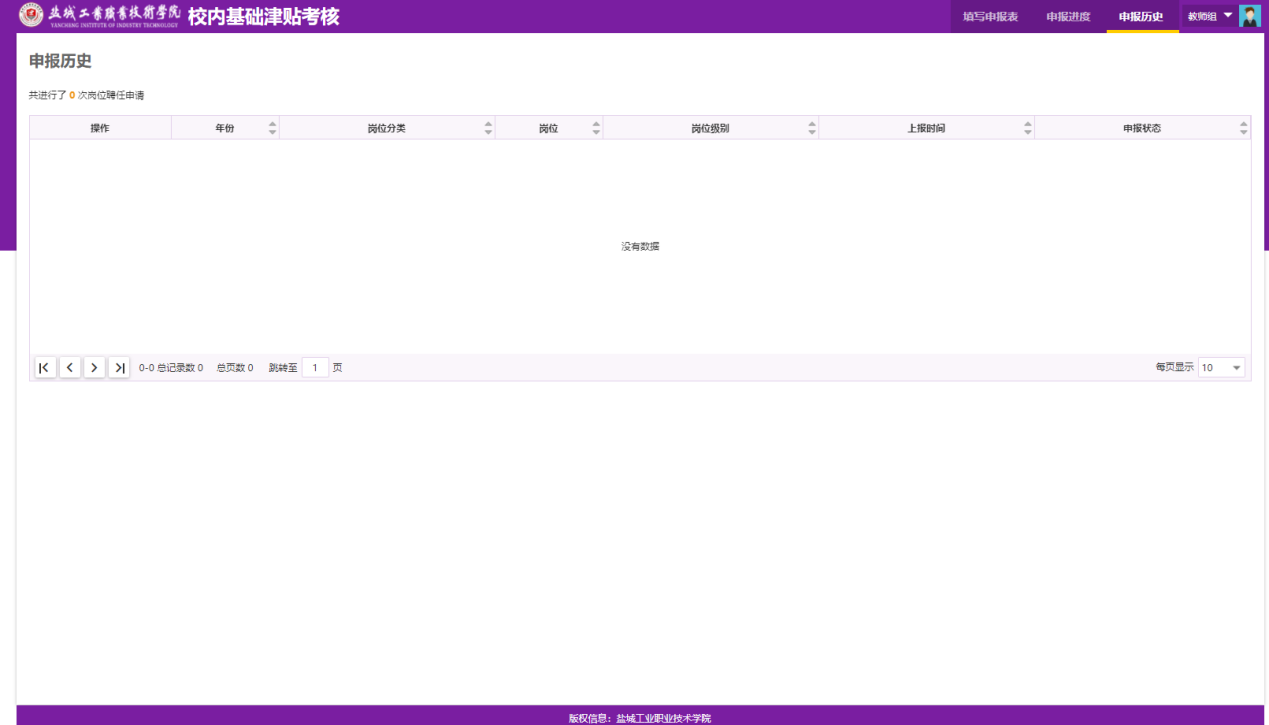 盐城工业职业技术学院 校内基础津贴考核 填写申报表 申报进度 申报历史 教师组
YANCHENG INSTITUTE OF INDUSTRY TECHNOLOGY
申报历史
共进行了 0 次岗位聘任申请
操作 年份 岗位分类 岗位 岗位级别 上报时间 申报状态
没有数据
0-0 总记录数 0 总页数 0 跳转至 1 页 每页显示 10
版权信息：盐城工业职业技术学院